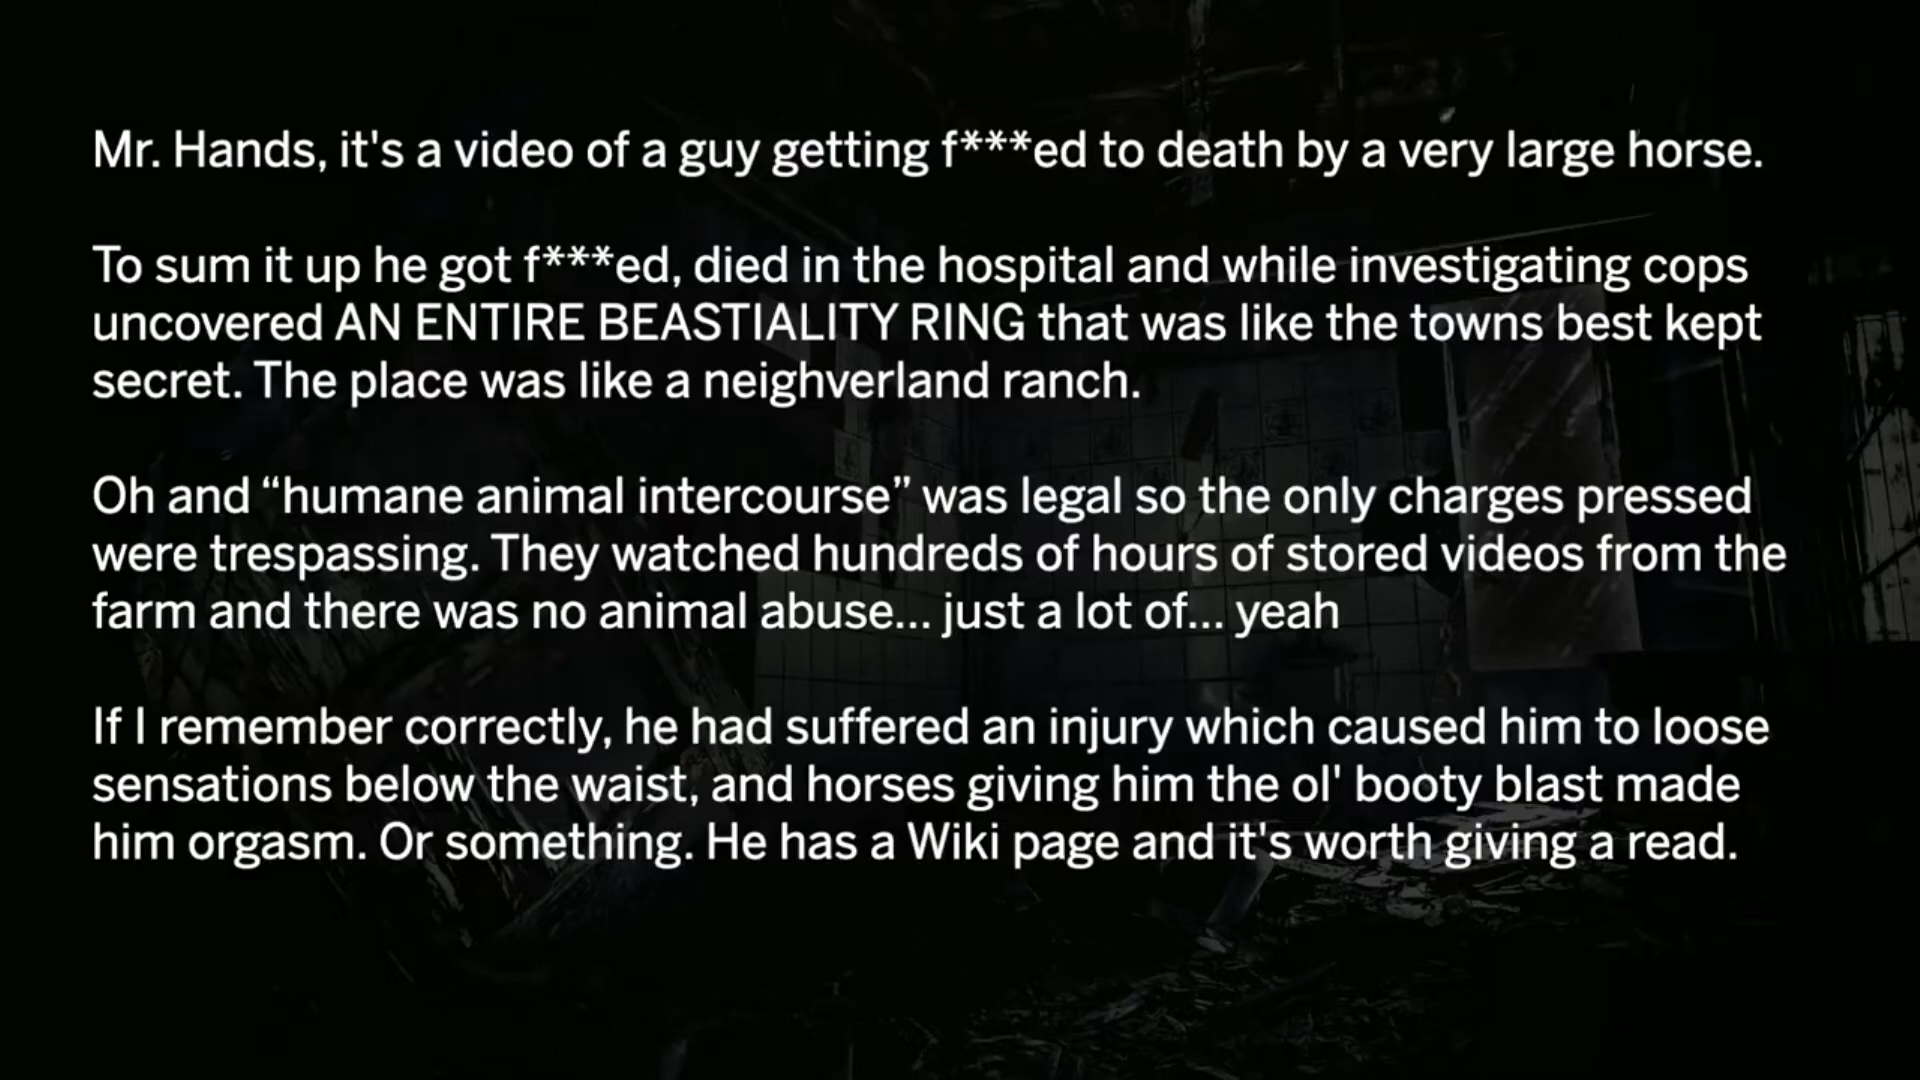 Mr. Hands, it's a video of a guy getting f***ed to death by a very large horse.
To sum it up he got f***ed, died in the hospital and while investigating cops
uncovered AN ENTIRE BEASTIALITY RING that was like the towns best kept
secret. The place was like a neighverland ranch.
Oh and “humane animal intercourse” was legal so the only charges pressed
were trespassing. They watched hundreds of hours of stored videos from the
farm and there was no animal abuse... just a lot of... yeah
If I remember correctly, he had suffered an injury which caused him to loose
sensations below the waist, and horses giving him the ol' booty blast made
him orgasm. Or something. He has a Wiki page and it's worth giving a read.